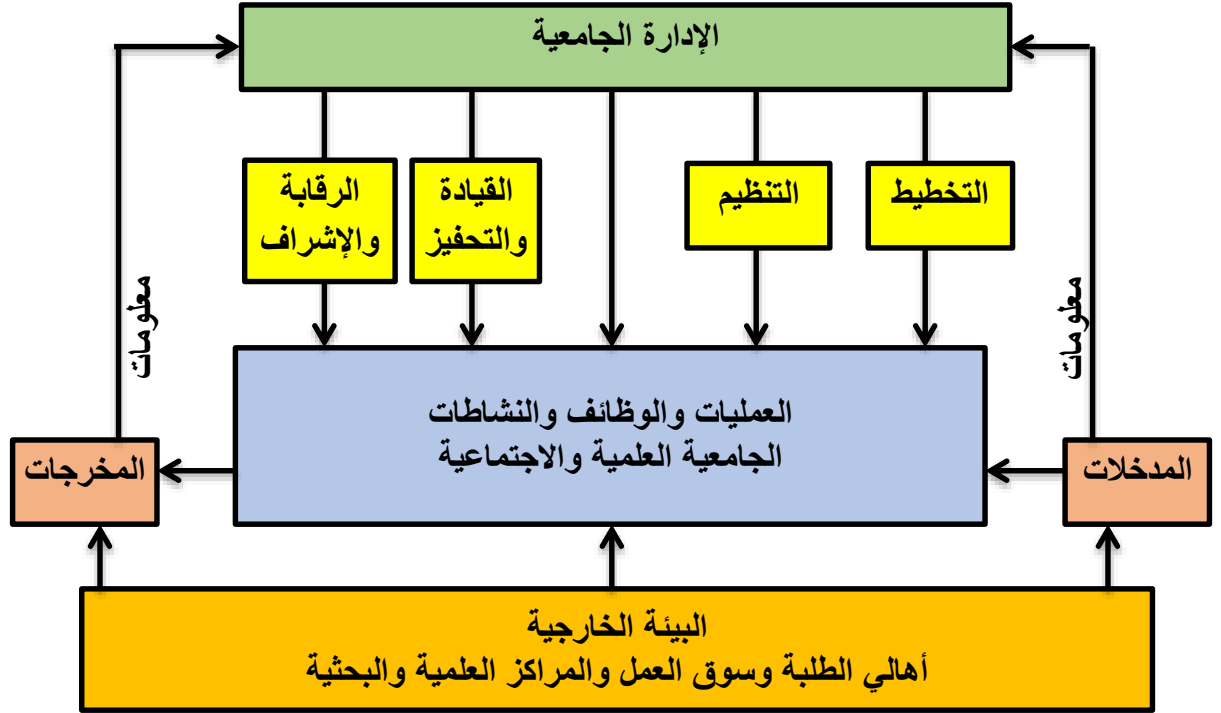 الإدارة الجامعية
التخطيط
التنظيم
القيادة
والتحفيز
الرقابة
والإشراف
معلومات
معلومات
العمليات والوظائف والنشاطات
الجامعية العلمية والاجتماعية
المدخلات
المخرجات
البيئة الخارجية
أهالي الطلبة وسوق العمل والمراكز العلمية والبحثية